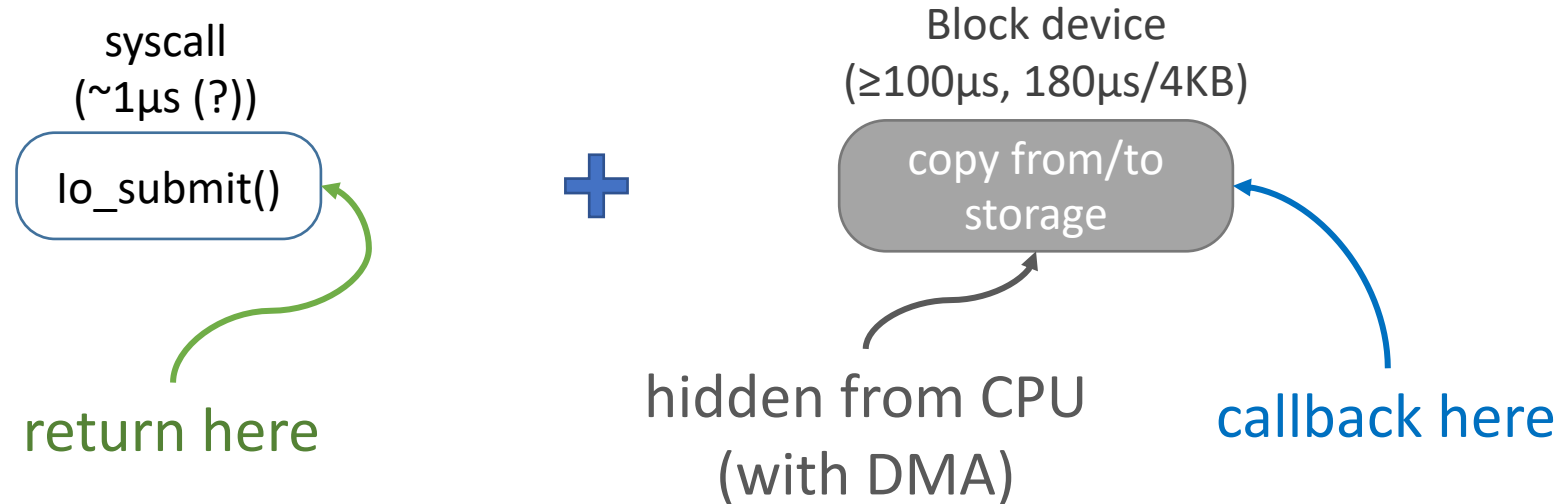 syscall
(~1µs (?))
Io_submit()
Block device
(≥100µs, 180µs/4KB)
copy from/to
storage
return here
hidden from CPU
(with DMA)
callback here